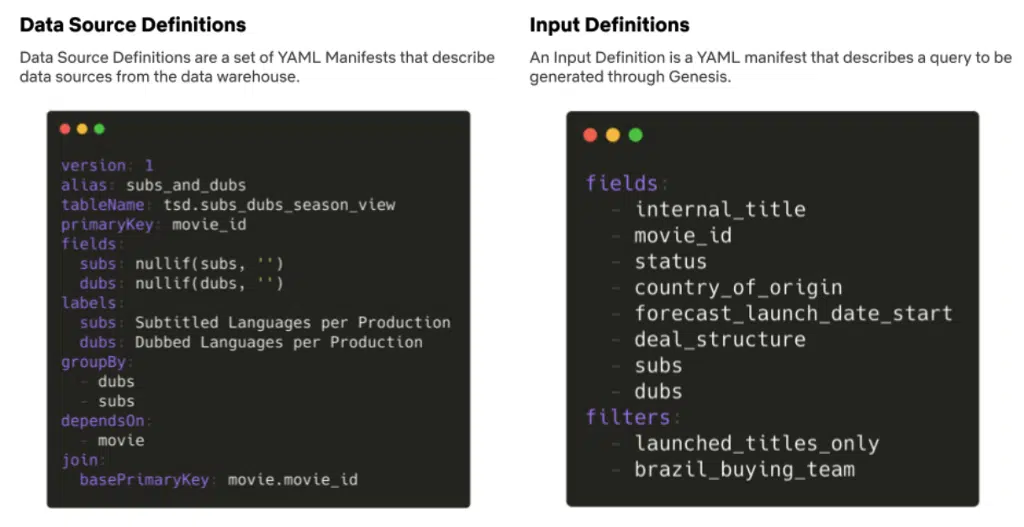 Data Source Definitions
Data Source Definitions are a set of YAML Manifests that describe
data sources from the data warehouse.
version: 1
alias: subs_and_dubs
tableName: tsd.subs_dubs_season_view
primaryKey: movie_id
fields:
  subs: nullif(subs, '')
  dubs: nullif(dubs, '')
labels:
  subs: Subtitled Languages per Production
  dubs: Dubbed Languages per Production
groupBy:
  - dubs
  - subs
dependsOn:
  - movie
join:
  basePrimaryKey: movie.movie_id
Input Definitions
An Input Definition is a YAML manifest that describes a query to be
generated through Genesis.
fields:
  - internal_title
  - movie_id
  - status
  - country_of_origin
  - forecast_launch_date_start
  - deal_structure
  - subs
  - dubs
filters:
  - launched_titles_only
  - brazil_buying_team